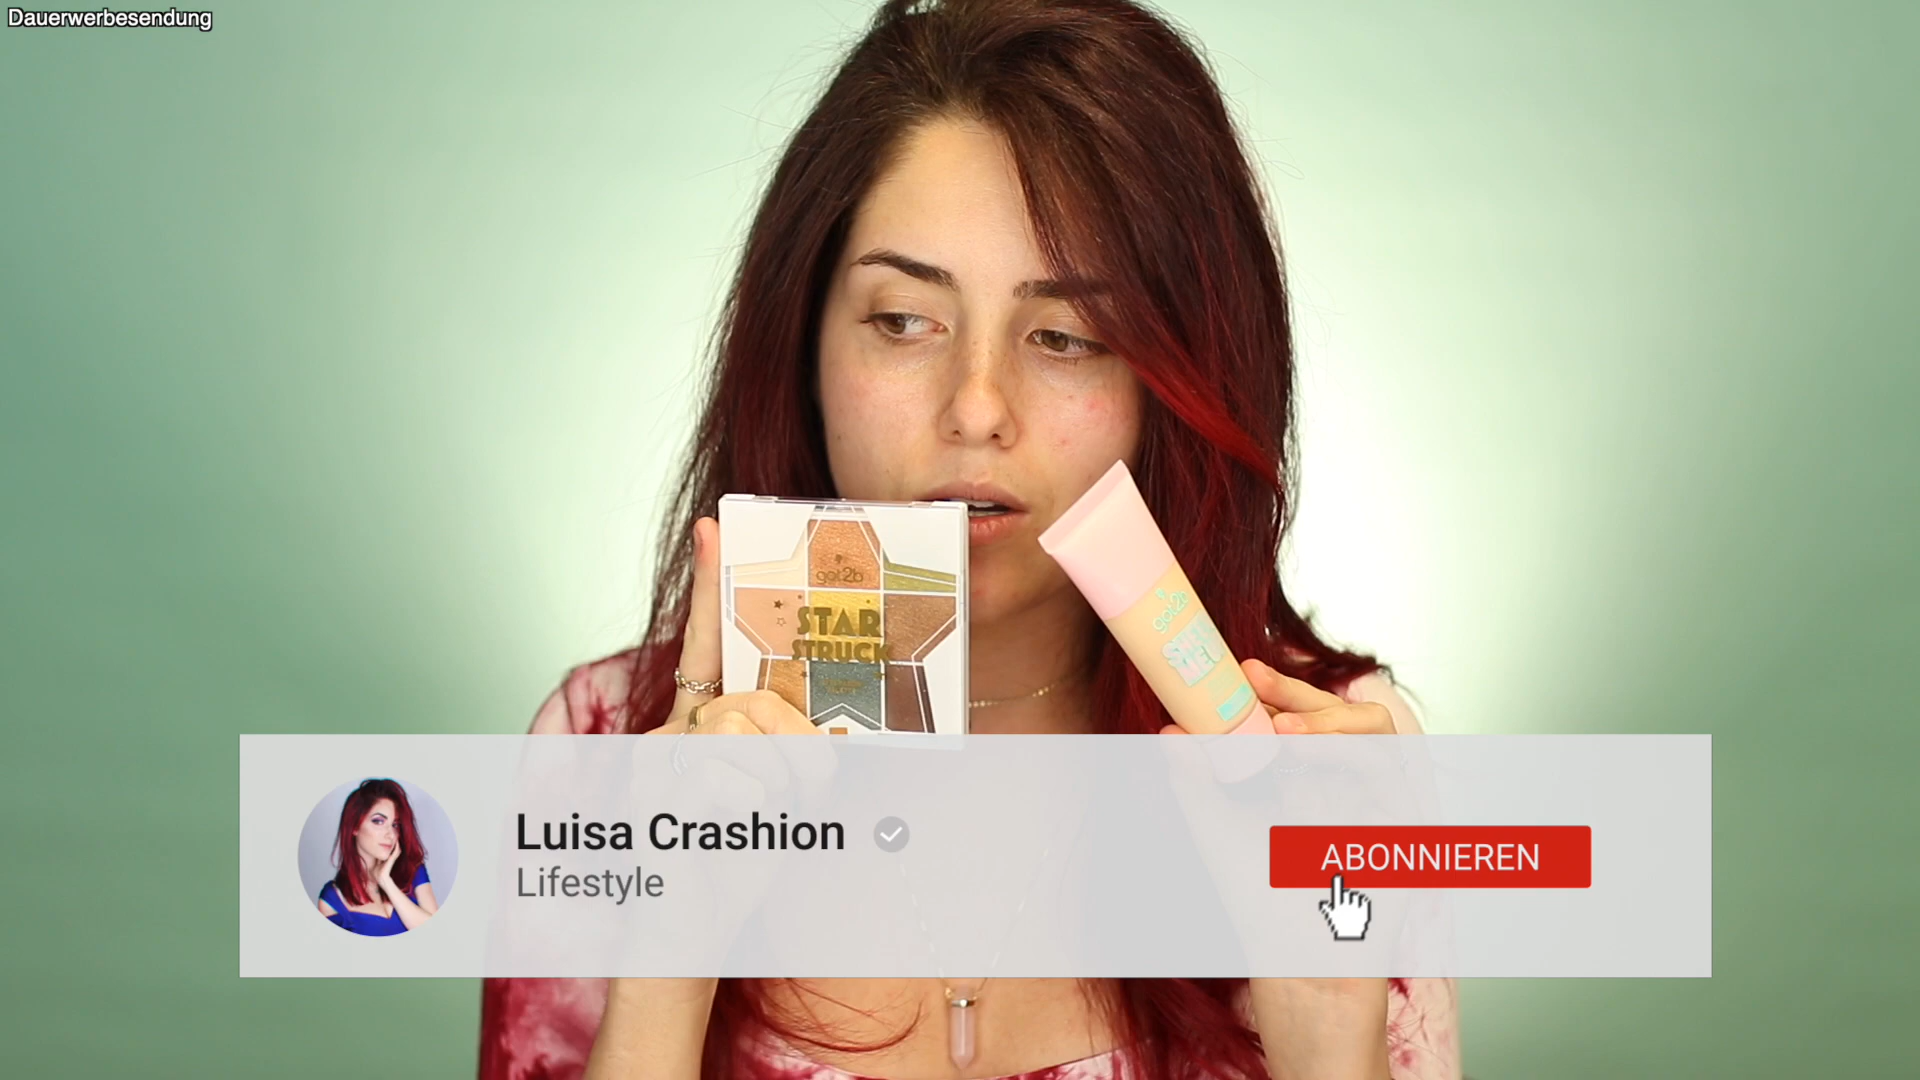 Dauerwerbesendung
got2b
STAR
STRUCK
got2b
Luisa Crashion
Lifestyle
ABONNIEREN